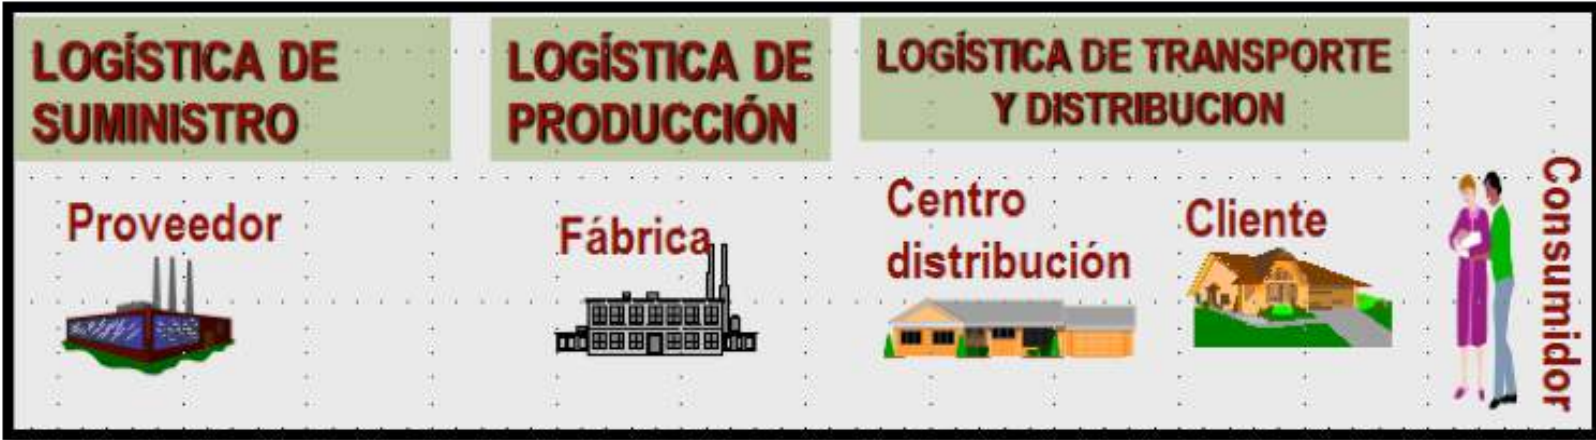 LOGÍSTICA DE
SUMINISTRO
LOGÍSTICA DE
PRODUCCIÓN
LOGÍSTICA DE TRANSPORTE
Y DISTRIBUCION
Proveedor
Fábrica
Centro
distribución
Cliente
Consumidor